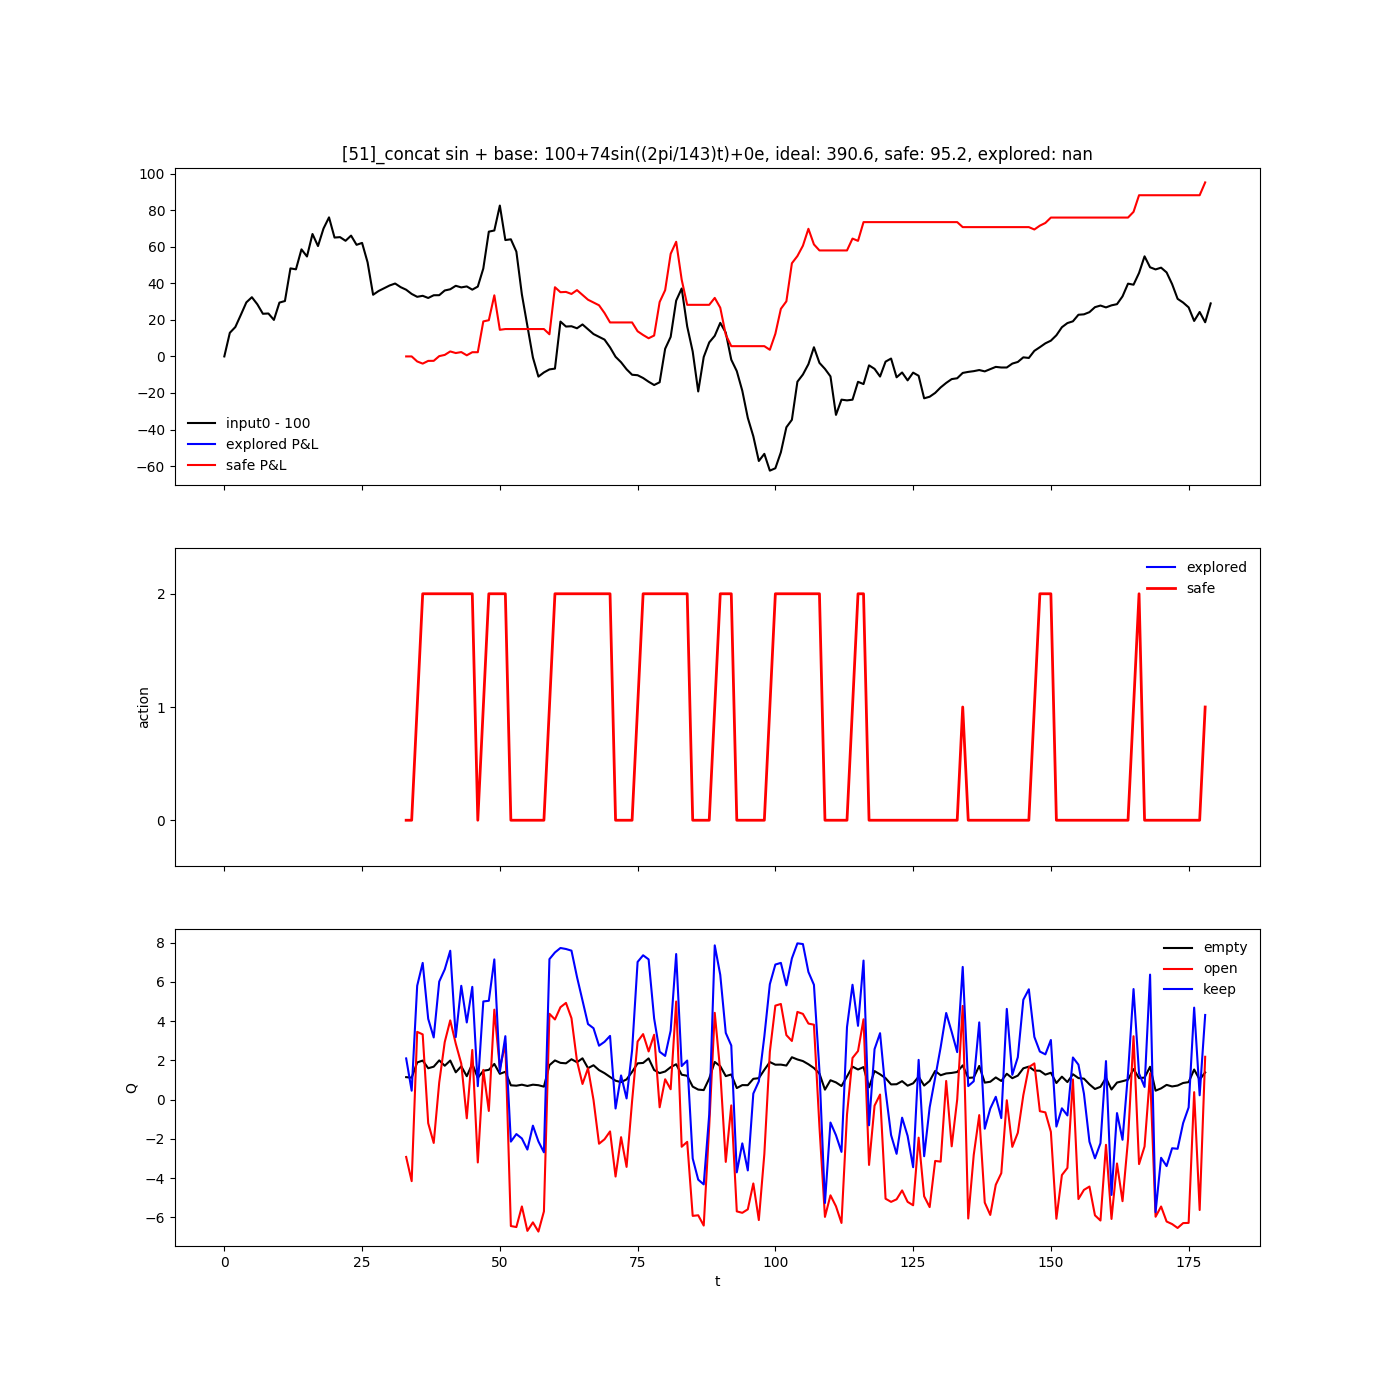 [51]_concat sin + base: 100+74sin((2pi/143)t)+0e, ideal: 390.6, safe: 95.2, explored: nan
100
80
60
40
20
0
−20
−40
−60
input0 - 100
explored P&L
safe P&L
action
2
1
0
explored
safe
Q
8
6
4
2
0
−2
−4
−6
empty
open
keep
0 25 50 75 100 125 150 175
t